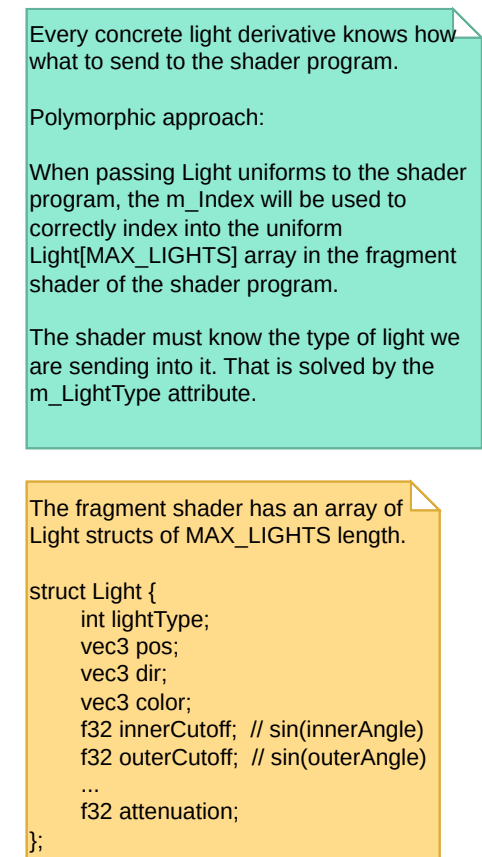 Every concrete light derivative knows how
what to send to the shader program.
Polymorphic approach:
When passing Light uniforms to the shader
program, the m_Index will be used to
correctly index into the uniform
Light[MAX_LIGHTS] array in the fragment
shader of the shader program.
The shader must know the type of light we
are sending into it. That is solved by the
m_LightType attribute.
The fragment shader has an array of
Light structs of MAX_LIGHTS length.
struct Light {
int lightType;
vec3 pos;
vec3 dir;
vec3 color;
f32 innerCutoff;  // sin(innerAngle)
f32 outerCutoff;  // sin(outerAngle)
...
f32 attenuation;
};